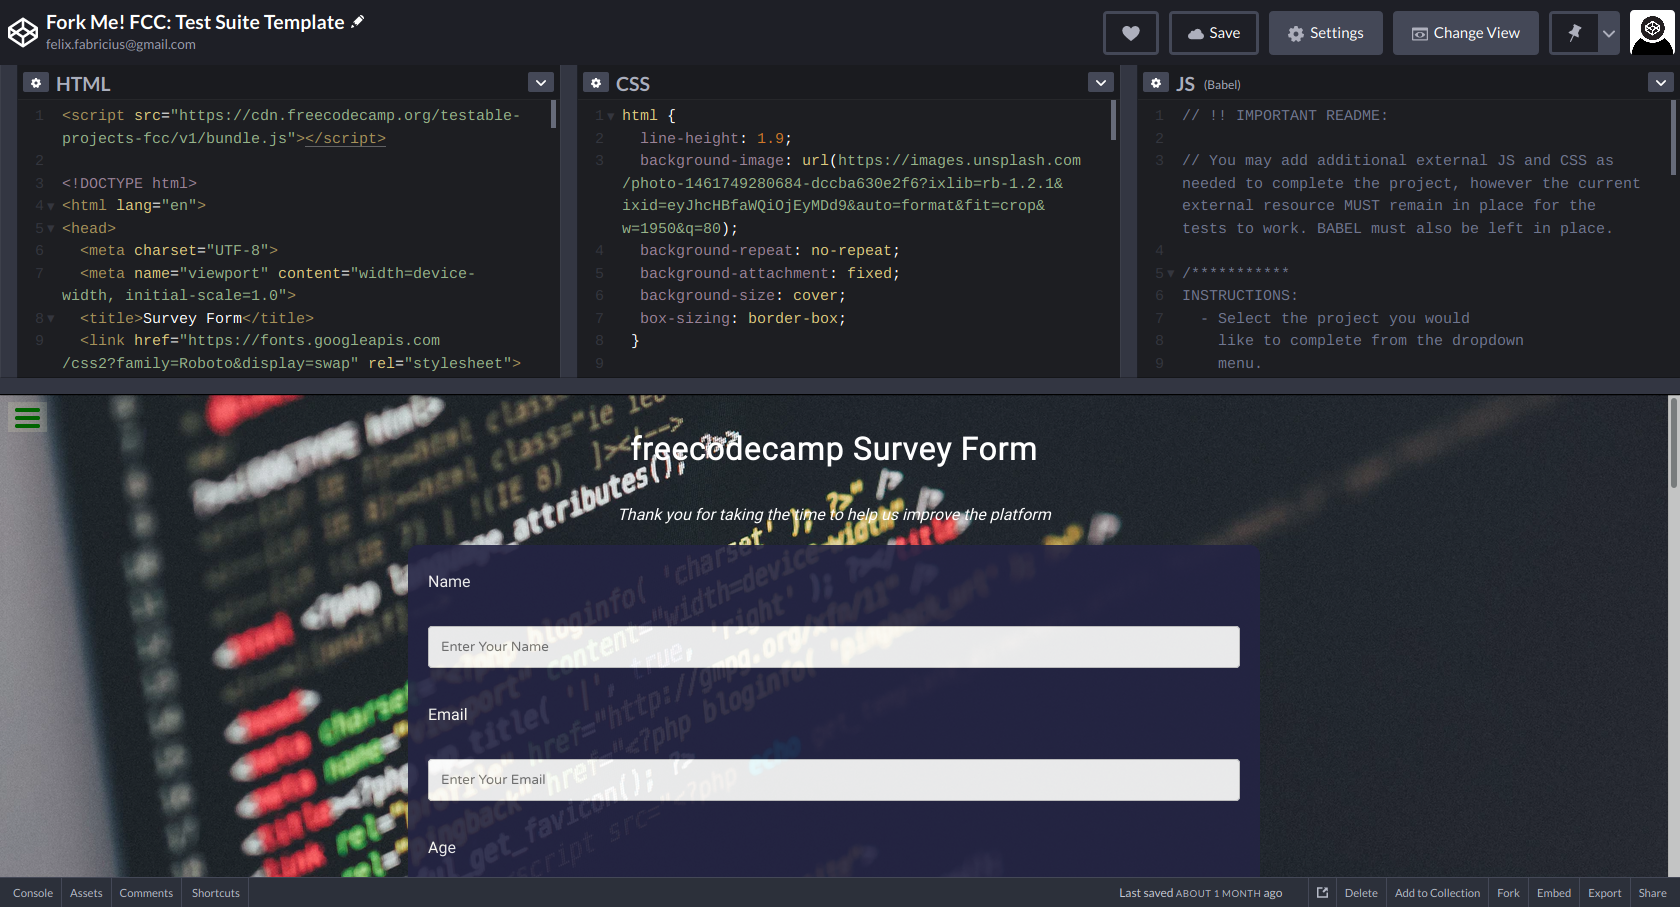 Fork Me! FCC: Test Suite Template
felix.fabricius@gmail.com
Save
Settings
Change View
HTML
1 <script src="https://cdn.freecodecamp.org/testable-
projects-fcc/v1/bundle.js"></script>
2
3 <!DOCTYPE html>
4 <html lang="en">
5 <head>
6 <meta charset="UTF-8">
7 <meta name="viewport" content="width=device-
width, initial-scale=1.0">
8 <title>Survey Form</title>
9 <link href="https://fonts.googleapis.com
/css2?family=Roboto&display=swap" rel="stylesheet">
CSS
1 html {
2 line-height: 1.9;
3 background-image: url(https://images.unsplash.com
/photo-1461749280684-dccba630e2f6?ixlib=rb-1.2.1&
ixid=eyJhcHBfaWQiOjEyMDd9&auto=format&fit=crop&
w=1950&q=80);
4 background-repeat: no-repeat;
5 background-attachment: fixed;
6 background-size: cover;
7 box-sizing: border-box;
8 }
9
JS (Babel)
1 // !! IMPORTANT README:
2
3 // You may add additional external JS and CSS as
needed to complete the project, however the current
external resource MUST remain in place for the
tests to work. BABEL must also be left in place.
4
5 /***********
6 INSTRUCTIONS:
7 - Select the project you would
8 like to complete from the dropdown
9 menu.
freecodecamp Survey Form
Thank you for taking the time to help us improve the platform
Name
Enter Your Name
Email
Enter Your Email
Age
Console
Assets
Comments
Shortcuts
Last saved ABOUT 1 MONTH ago
Delete
Add to Collection
Fork
Embed
Export
Share